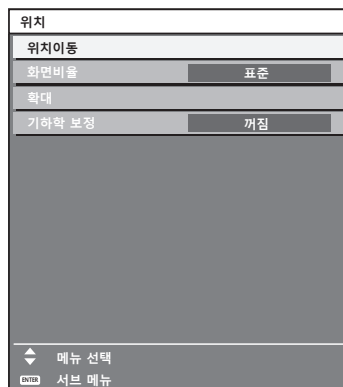 위치
위치이동
화면비율 표준
확대
기하학 보정 꺼짐
메뉴 선택
ENTER 서브 메뉴